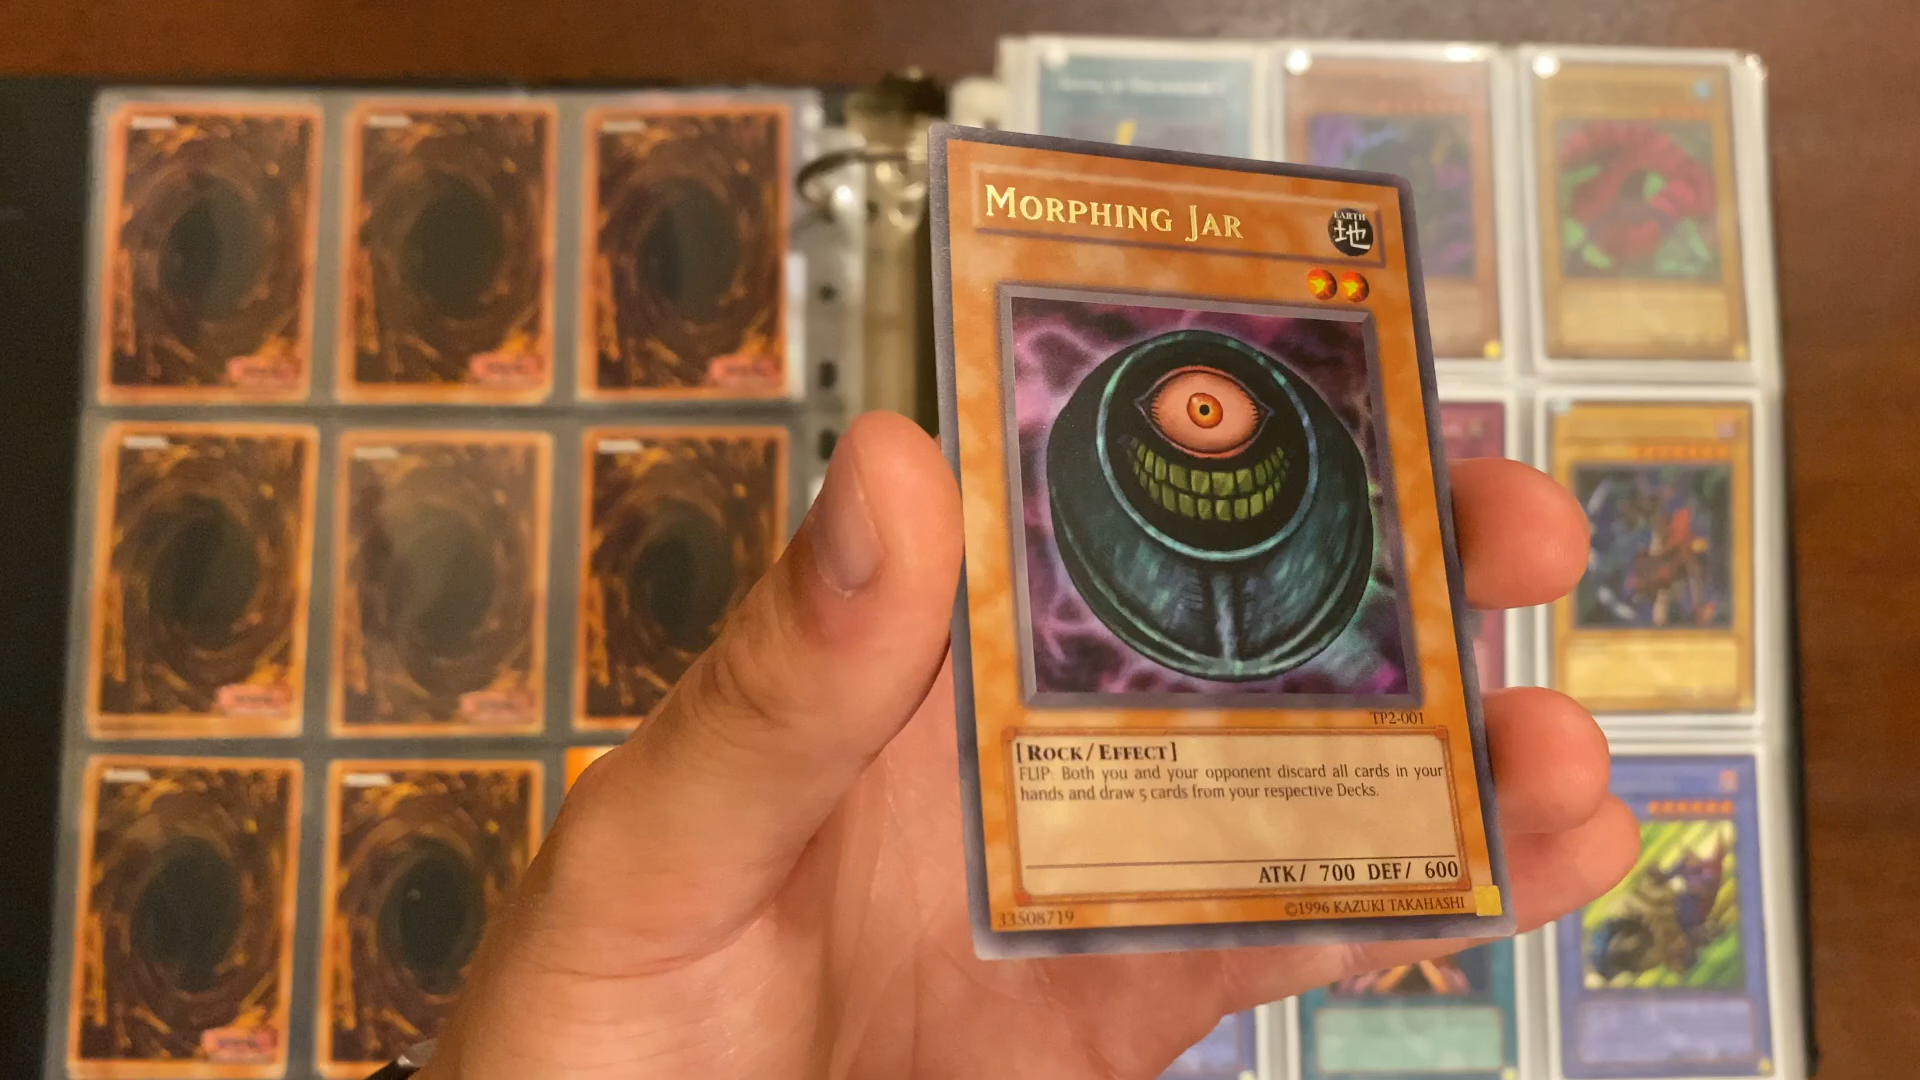 MORPHING JAR
EARTH
地
TP2-001
[ROCK/EFFECT]
FLIP: Both you and your opponent discard all cards in your
hands and draw 5 cards from your respective Decks.
ATK/ 700 DEF/ 600
33508719
©1996 KAZUKI TAKAHASHI